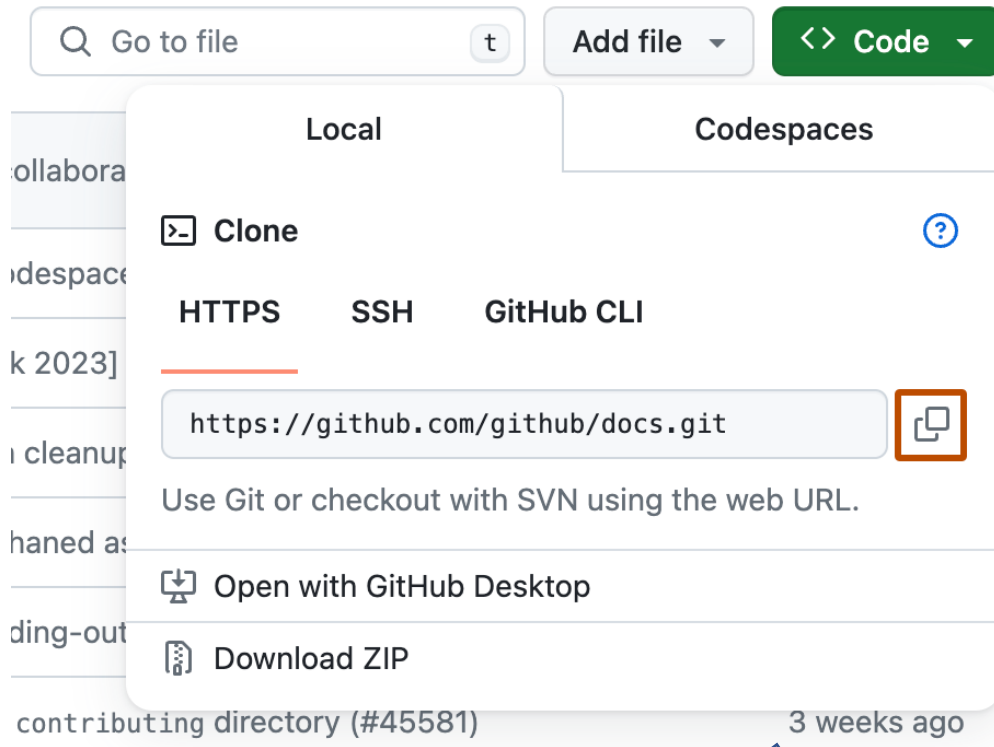 Go to file t Add file Code
Local Codespaces
Clone
HTTPS SSH GitHub CLI
k 2023]
https://github.com/github/docs.git
cleanup
Use Git or checkout with SVN using the web URL.
Open with GitHub Desktop
Download ZIP
contributing directory (#45581) 3 weeks ago